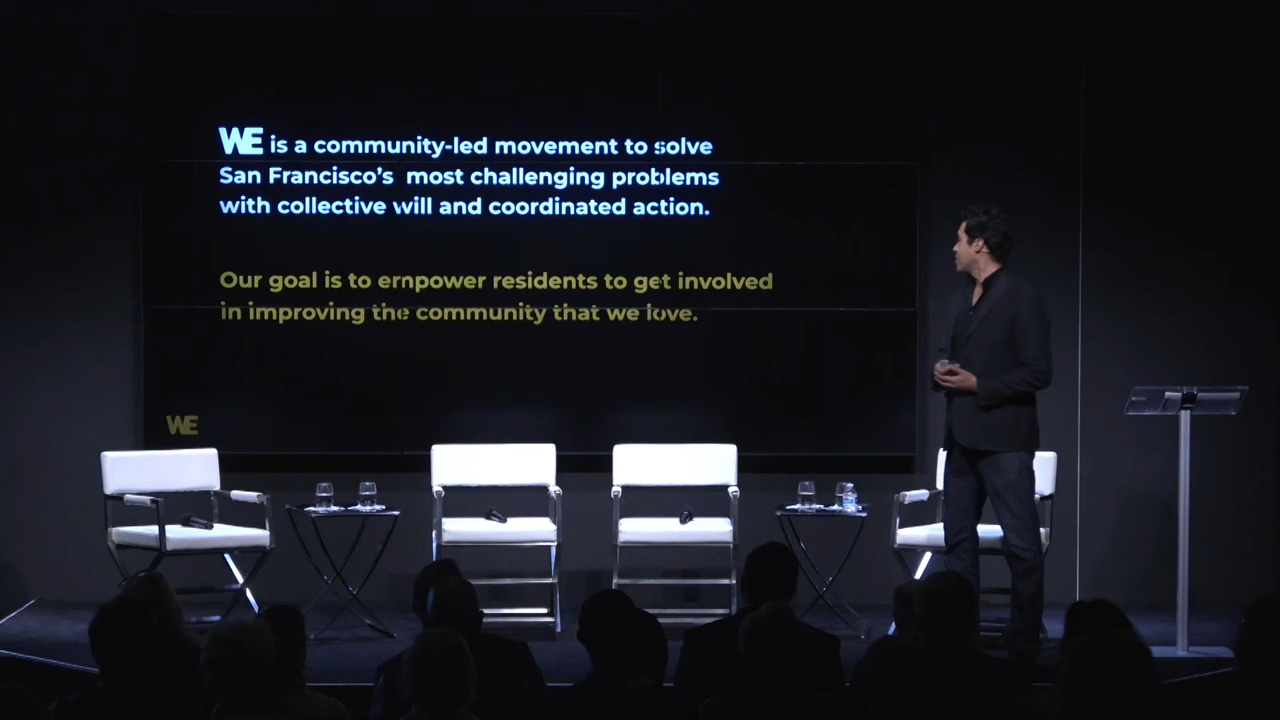 WE is a community-led movement to solve
San Francisco's  most challenging problems
with collective will and coordinated action.
Our goal is to empower residents to get involved
in improving the community that we love.
WE